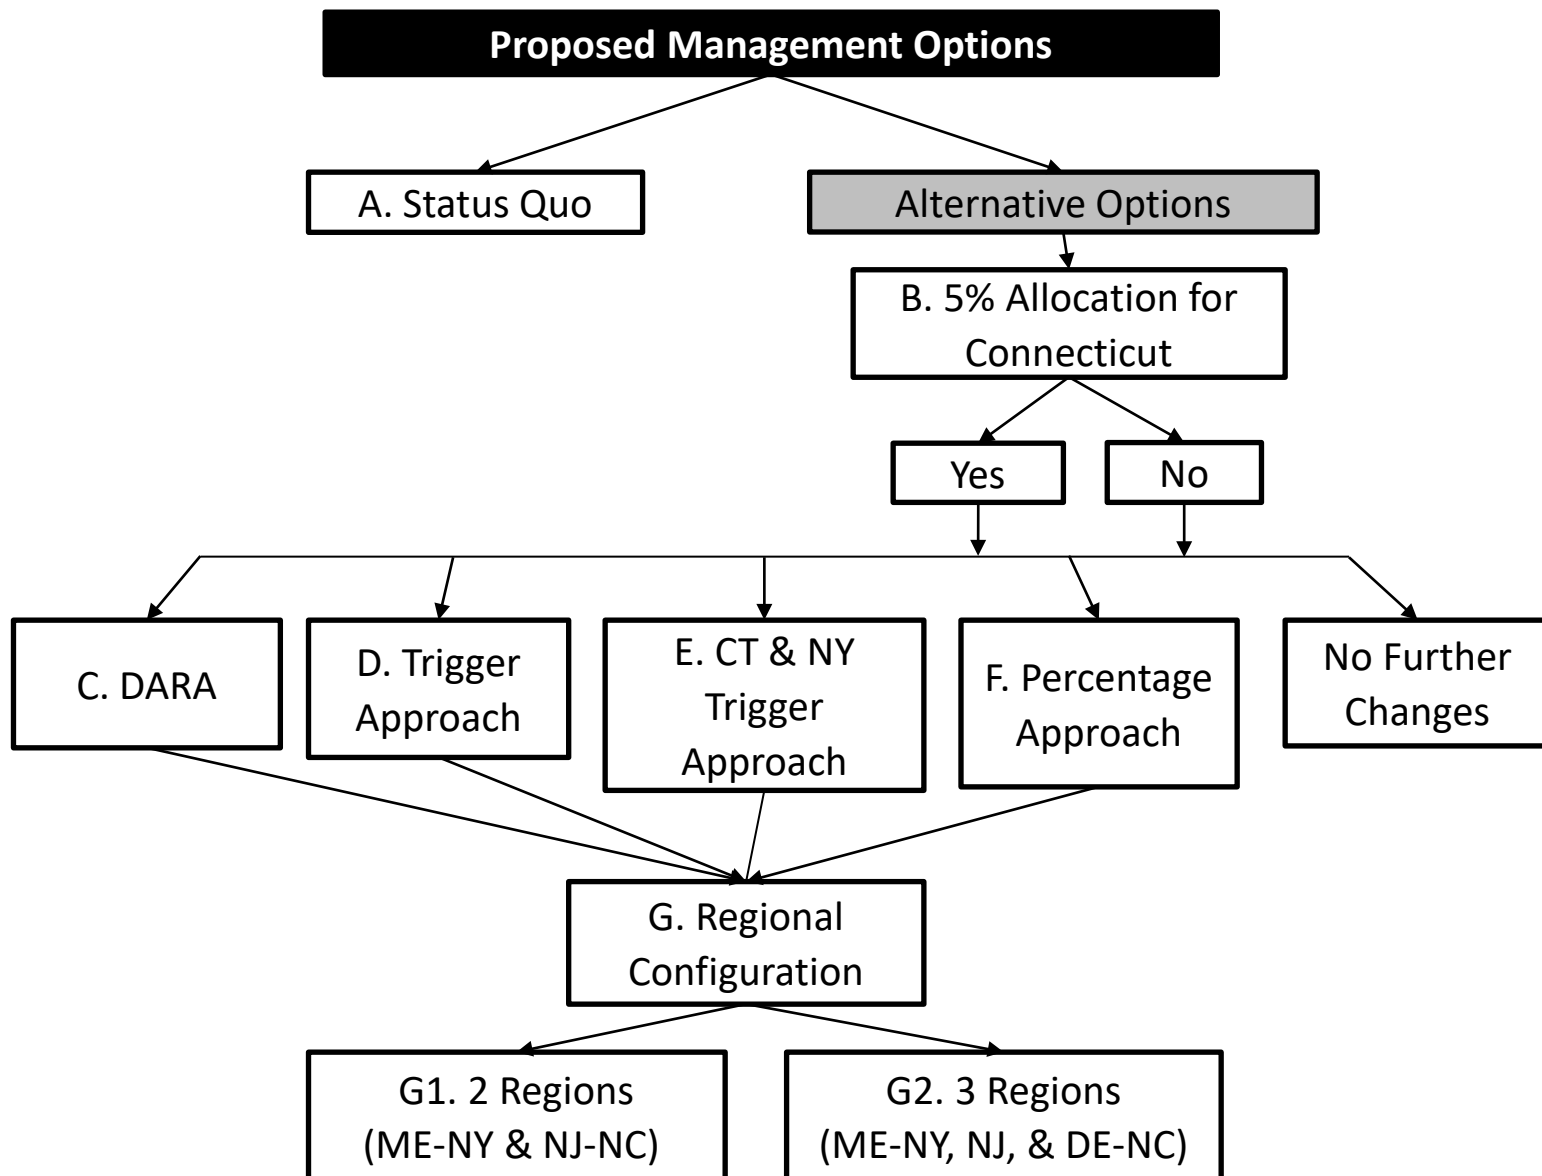 Proposed Management Options
A. Status Quo
Alternative Options
B. 5% Allocation for
Connecticut
Yes
No
C. DARA
D. Trigger
Approach
E. CT & NY
Trigger
Approach
F. Percentage
Approach
No Further
Changes
G. Regional
Configuration
G1. 2 Regions
(ME-NY & NJ-NC)
G2. 3 Regions
(ME-NY, NJ, & DE-NC)